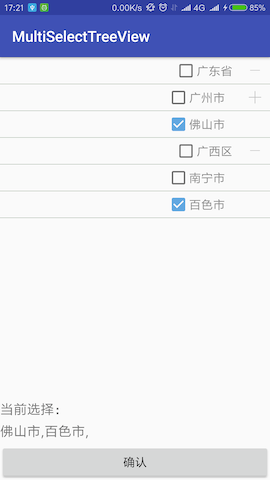 17:21 0.00K/s 4G 85%
MultiSelectTreeView
广东省
广州市
佛山市
广西区
南宁市
百色市
当前选择：
佛山市,百色市,
确认